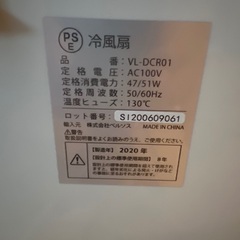 PS
E
冷風扇
品番 VL-DCR01
定格電圧 AC100V
定格消費電力 47/51W
定格周波数 50/60Hz
温度ヒューズ 130℃
ロット番号 SI200609061
輸入元 株式会社ベルソス MADE IN CHINA
【製造年】2020年
【設計上の標準使用期間】